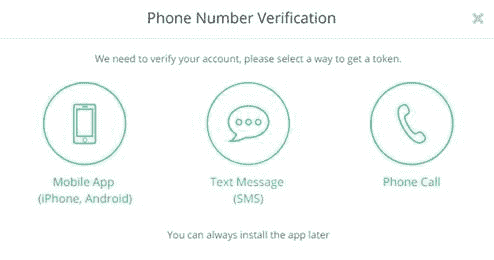 Phone Number Verification
We need to verify your account, please select a way to get a token.
Mobile App
(iPhone, Android)
Text Message
(SMS)
Phone Call
You can always install the app later